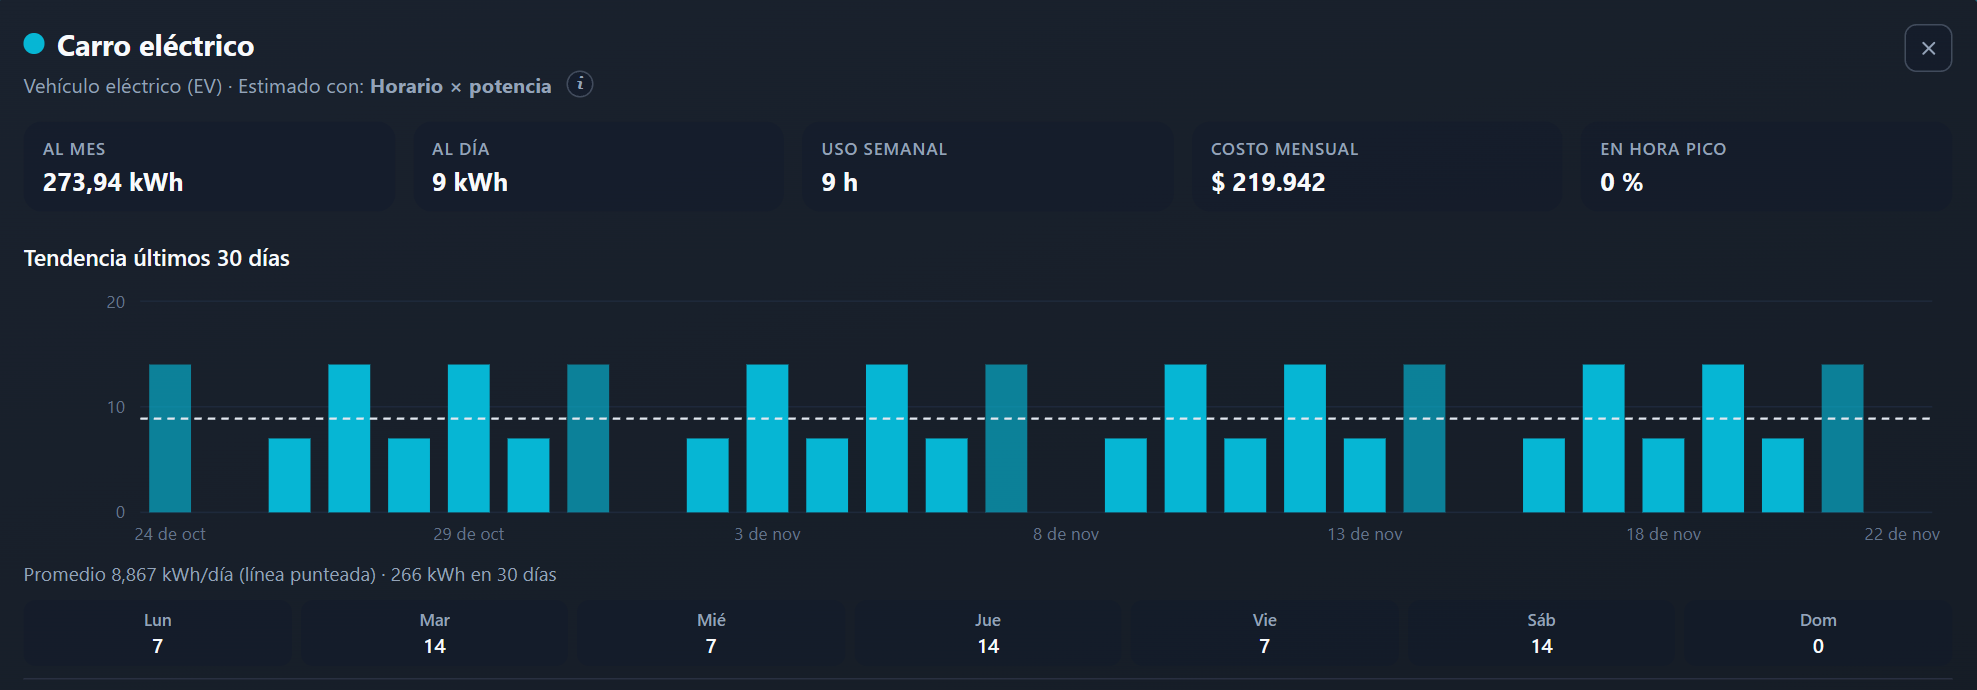 Carro eléctrico
Vehículo eléctrico (EV) · Estimado con: Horario × potencia i
AL MES
273,94 kWh
AL DÍA
9 kWh
USO SEMANAL
9 h
COSTO MENSUAL
$ 219.942
EN HORA PICO
0 %
Tendencia últimos 30 días
20
10
0
24 de oct
29 de oct
3 de nov
8 de nov
13 de nov
18 de nov
22 de nov
Promedio 8,867 kWh/día (línea punteada) · 266 kWh en 30 días
Lun
7
Mar
14
Mié
7
Jue
14
Vie
7
Sáb
14
Dom
0